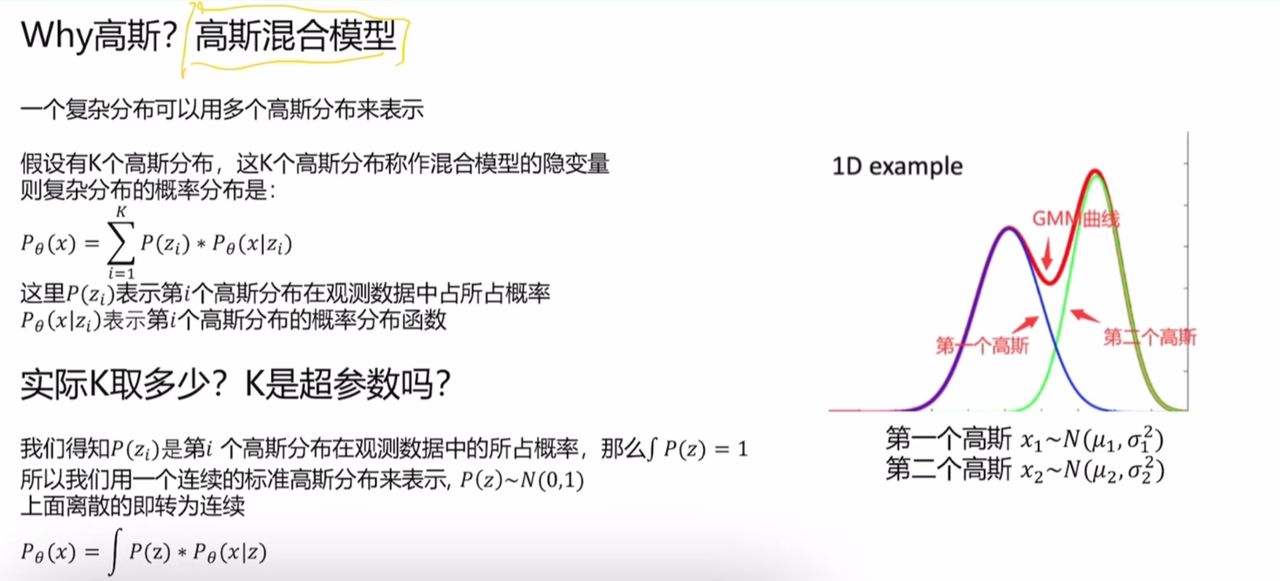 Why高斯？高斯混合模型
一个复杂分布可以用多个高斯分布来表示
假设有K个高斯分布，这K个高斯分布称作混合模型的隐变量
则复杂分布的概率分布是：
$P_\theta(x) = \sum_{i=1}^{K} P(z_i) * P_\theta(x|z_i)$
这里$P(z_i)$表示第$i$个高斯分布在观测数据中占所占概率
$P_\theta(x|z_i)$表示第$i$个高斯分布的概率分布函数
实际K取多少？K是超参数吗？
我们得知$P(z_i)$是第$i$ 个高斯分布在观测数据中的所占概率，那么$\int P(z) = 1$
所以我们用一个连续的标准高斯分布来表示, $P(z) \sim N(0,1)$
上面离散的即转为连续
$P_\theta(x) = \int P(z) * P_\theta(x|z)$
1D example
GMM曲线
第一个高斯
第二个高斯
第一个高斯 $x_1 \sim N(\mu_1, \sigma_1^2)$
第二个高斯 $x_2 \sim N(\mu_2, \sigma_2^2)$